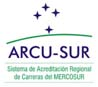 ARCU-SUR
Sistema de Acreditación Regional
de Carreras del MERCOSUR